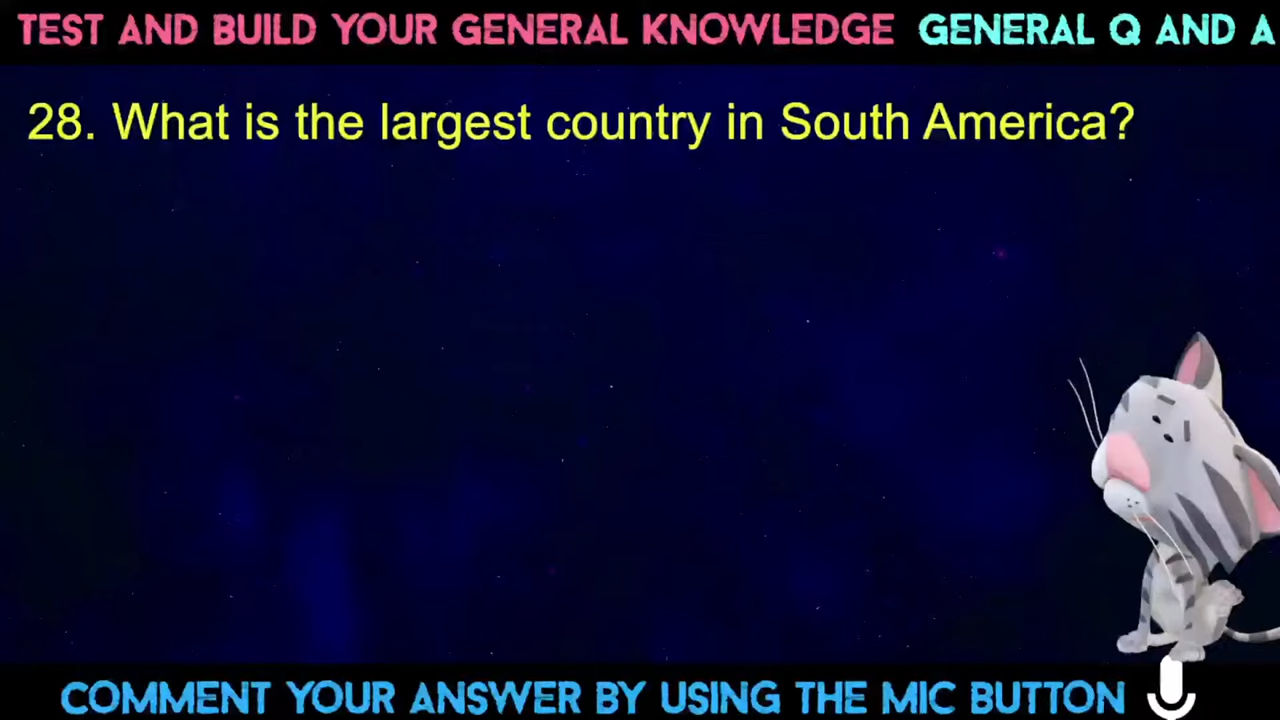 TEST AND BUILD YOUR GENERAL KNOWLEDGE GENERAL Q AND A
28. What is the largest country in South America?
COMMENT YOUR ANSWER BY USING THE MIC BUTTON